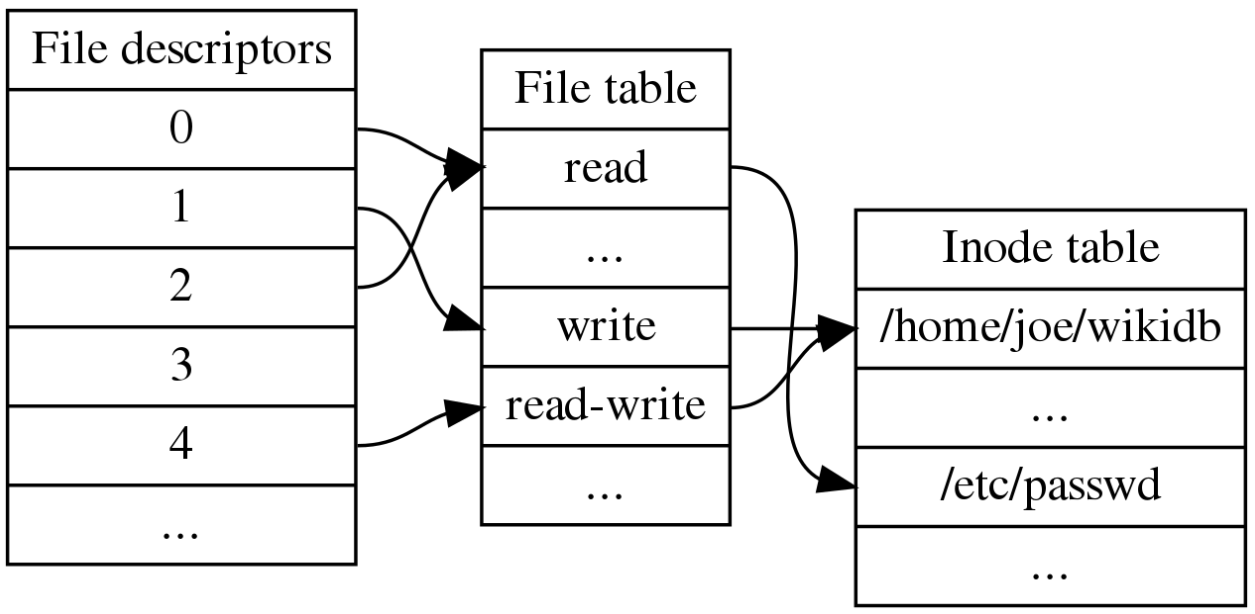 File descriptors
0
1
2
3
4
...
File table
read
...
write
read-write
...
Inode table
/home/joe/wikidb
...
/etc/passwd
...